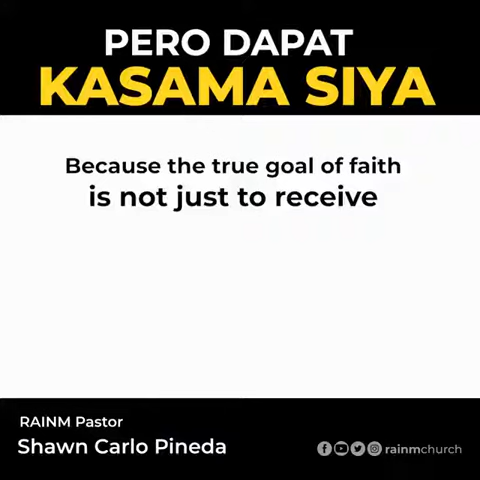 PERO DAPAT
KASAMA SIYA
Because the true goal of faith
is not just to receive
RAINM Pastor
Shawn Carlo Pineda
rainmchurch